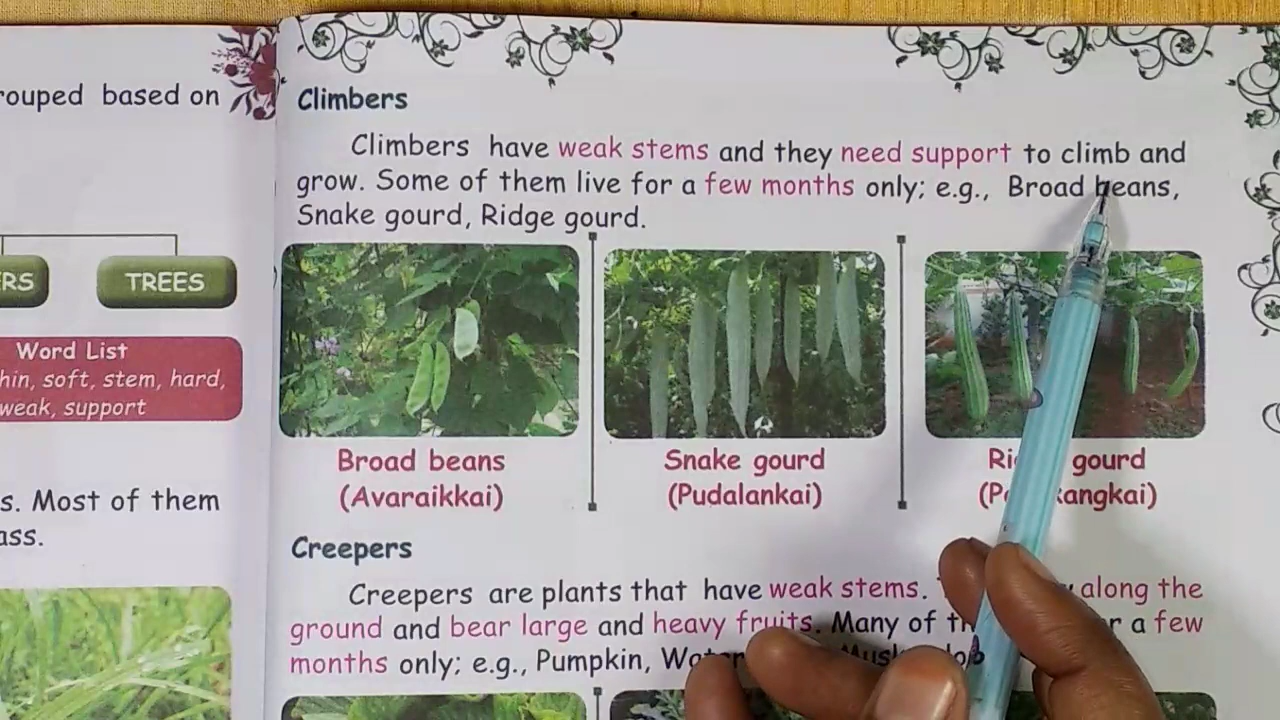 rouped based on
RS
TREES
Word List
hin, soft, stem, hard,
weak, support
s. Most of them
ass.
Climbers
Climbers have weak stems and they need support to climb and
grow. Some of them live for a few months only; e.g., Broad beans,
Snake gourd, Ridge gourd.
Broad beans
(Avaraikkai)
Snake gourd
(Pudalankai)
gourd
Creepers
Creepers are plants that have weak stems. along the
ground and bear large and heavy fruits. Many of a few
months only; e.g., Pumpkin,